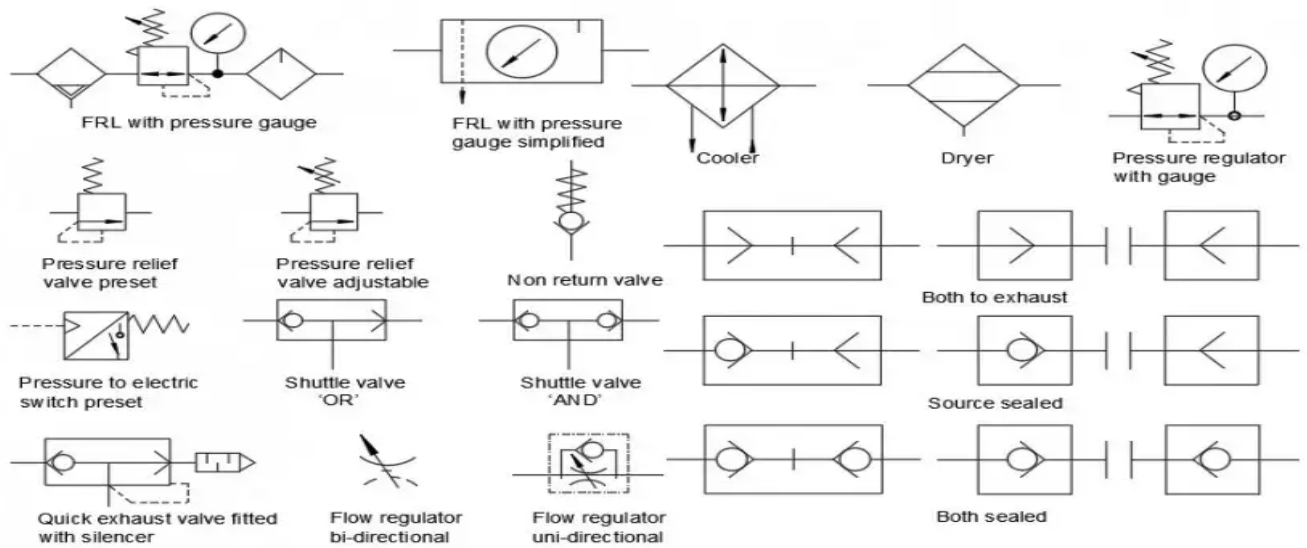 FRL with pressure gauge
FRL with pressure
gauge simplified
Cooler
Dryer
Pressure regulator
with gauge
Pressure relief
valve preset
Pressure relief
valve adjustable
Non return valve
Both to exhaust
Pressure to electric
switch preset
Shuttle valve
‘OR’
Shuttle valve
‘AND’
Source sealed
Quick exhaust valve fitted
with silencer
Flow regulator
bi-directional
Flow regulator
uni-directional
Both sealed